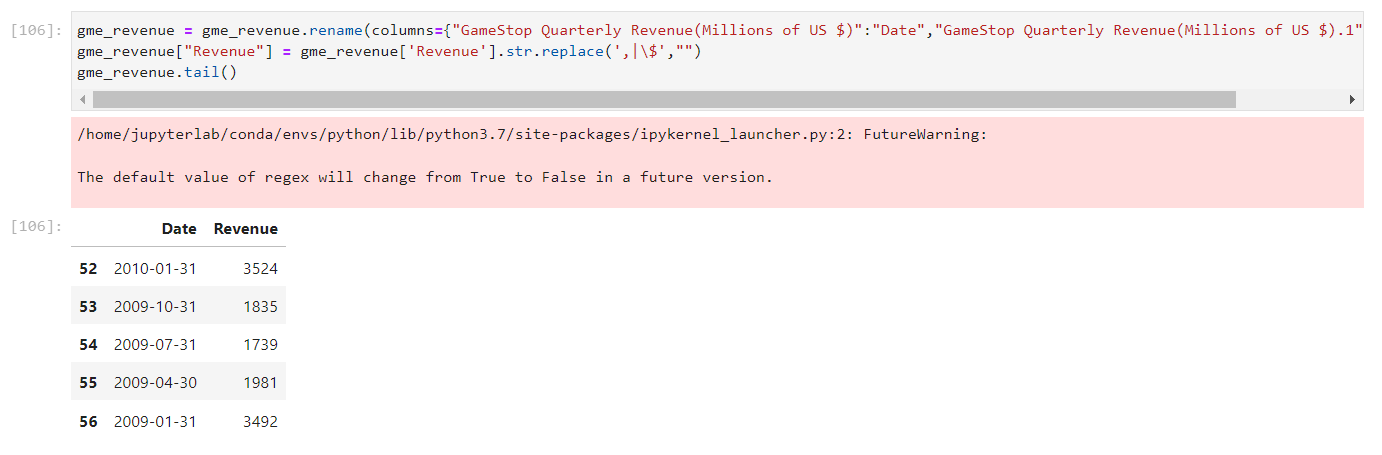 [106]: gme_revenue = gme_revenue.rename(columns={"GameStop Quarterly Revenue(Millions of US $)":"Date","GameStop Quarterly Revenue(Millions of US $).1"
gme_revenue["Revenue"] = gme_revenue['Revenue'].str.replace(',|\$',"")
gme_revenue.tail()
/home/jupyterlab/conda/envs/python/lib/python3.7/site-packages/ipykernel_launcher.py:2: FutureWarning:
The default value of regex will change from True to False in a future version.
[106]: Date Revenue
52 2010-01-31 3524
53 2009-10-31 1835
54 2009-07-31 1739
55 2009-04-30 1981
56 2009-01-31 3492